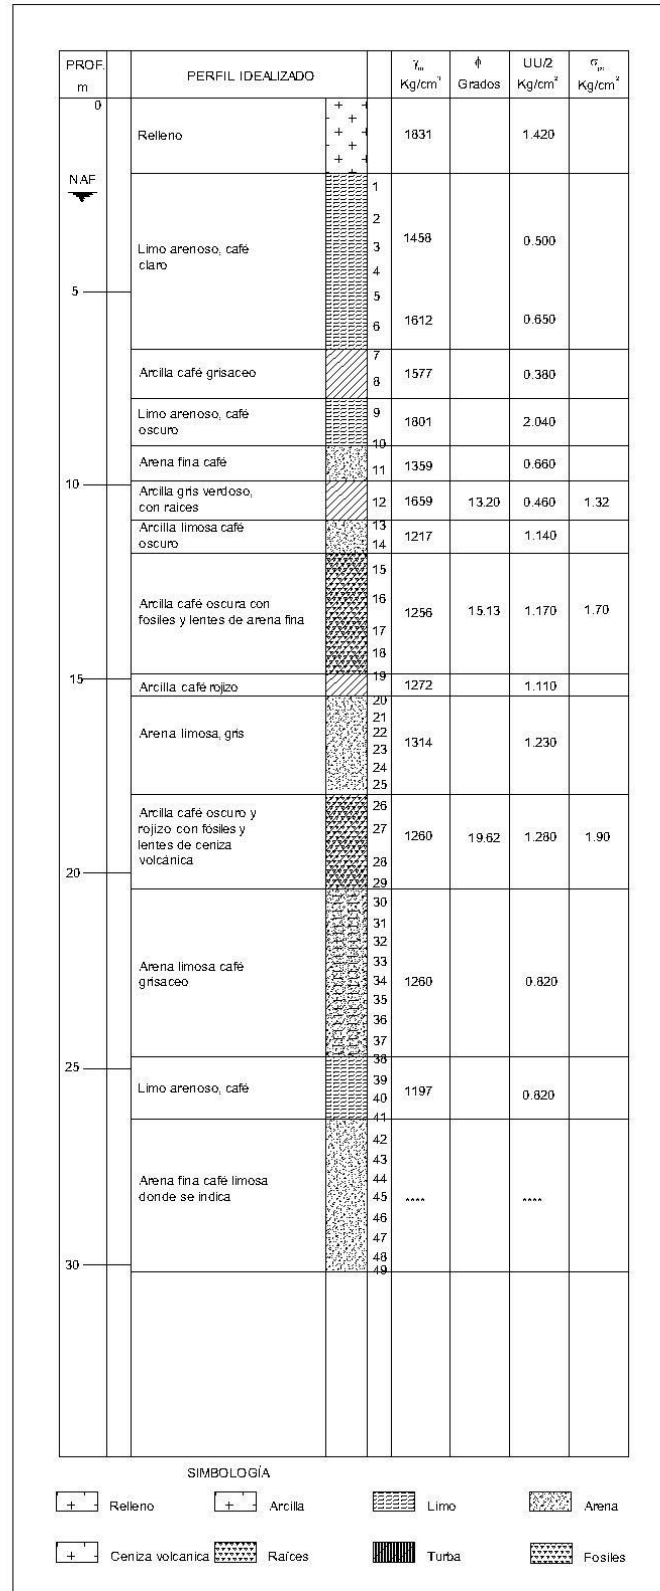 PROF. m
PERFIL IDEALIZADO
γm Kg/cm³
ϕ Grados
UU/2 Kg/cm²
σp Kg/cm²
0
Relleno
1831
1.420
NAF
1
2
3
4
5
6
Limo arenoso, café
claro
1458
0.500
5
1612
0.650
7
8
Arcilla café grisaceo
1577
0.380
9
10
Limo arenoso, café
oscuro
1801
2.040
Arena fina café
11
1359
0.660
10
Arcilla gris verdoso,
con raices
12
1659
13.20
0.460
1.32
Arcilla limosa café
oscuro
13
14
1217
1.140
15
16
17
18
Arcilla café oscura con
fosiles y lentes de arena fina
1256
15.13
1.170
1.70
15
Arcilla café rojizo
19
1272
1.110
20
21
22
23
24
25
Arena limosa, gris
1314
1.230
26
27
28
29
Arcilla café oscuro y
rojizo con fósiles y
lentes de ceniza
volcánica
1260
19.62
1.280
1.90
20
30
31
32
33
34
35
36
37
Arena limosa café
grisaceo
1260
0.820
25
38
39
40
41
Limo arenoso, café
1197
0.820
42
43
44
45
46
47
48
49
Arena fina café limosa
donde se indica
****
****
30
SIMBOLOGÍA
Relleno
Arcilla
Limo
Arena
Ceniza volcanica
Raíces
Turba
Fosiles